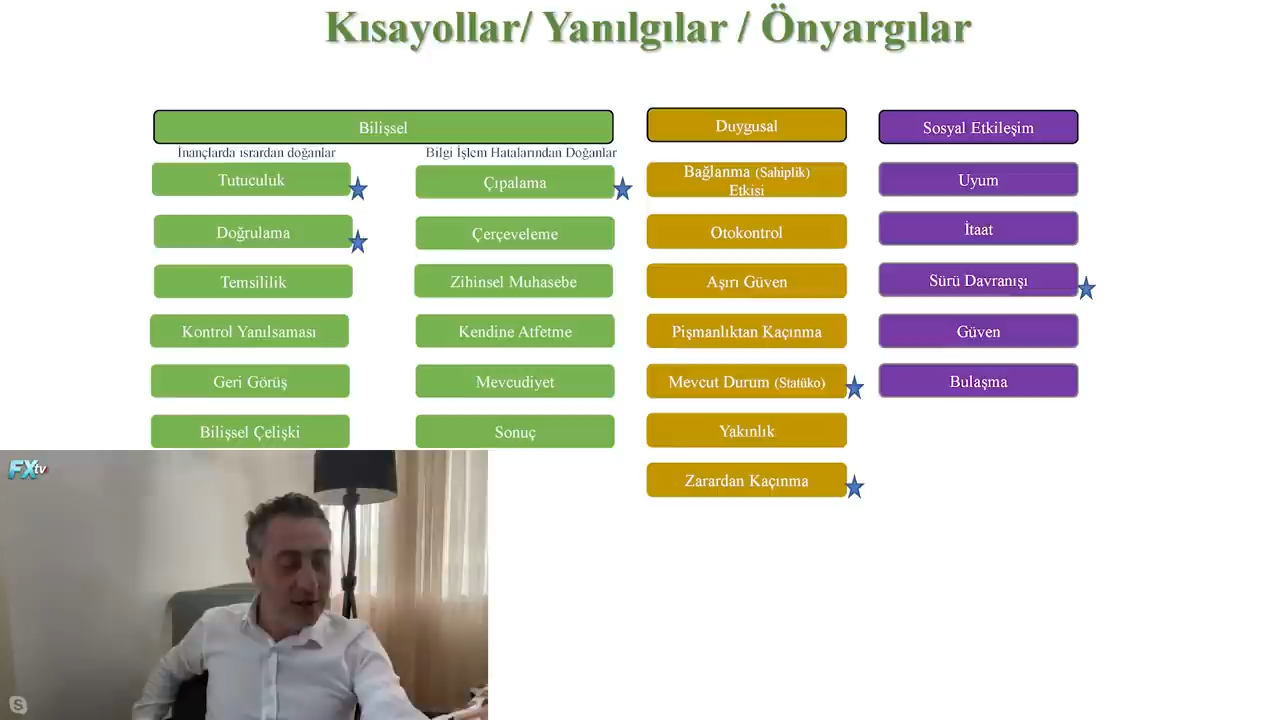 Kısayollar/ Yanılgılar / Önyargılar
Bilişsel
İnançlarda ısrardan doğanlar
Tutuculuk
Doğrulama
Temsililik
Kontrol Yanılsaması
Geri Görüş
Bilişsel Çelişki
Bilgi İşlem Hatalarından Doğanlar
Çıpalama
Çerçeveleme
Zihinsel Muhasebe
Kendine Atfetme
Mevcudiyet
Sonuç
Duygusal
Bağlanma (Sahiplik)
Etkisi
Otokontrol
Aşırı Güven
Pişmanlıktan Kaçınma
Mevcut Durum (Statüko)
Yakınlık
Zarardan Kaçınma
Sosyal Etkileşim
Uyum
İtaat
Sürü Davranışı
Güven
Bulaşma
FXtv
S